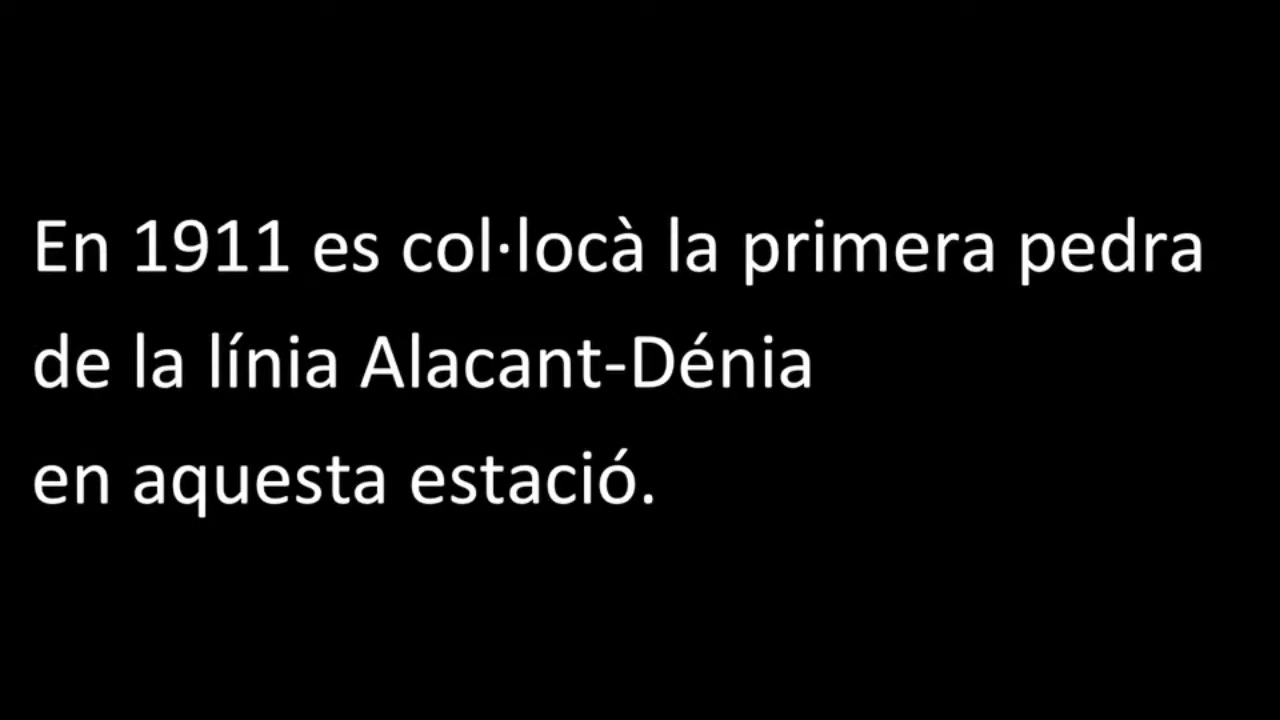 En 1911 es col·locà la primera pedra
de la línia Alacant-Dénia
en aquesta estació.